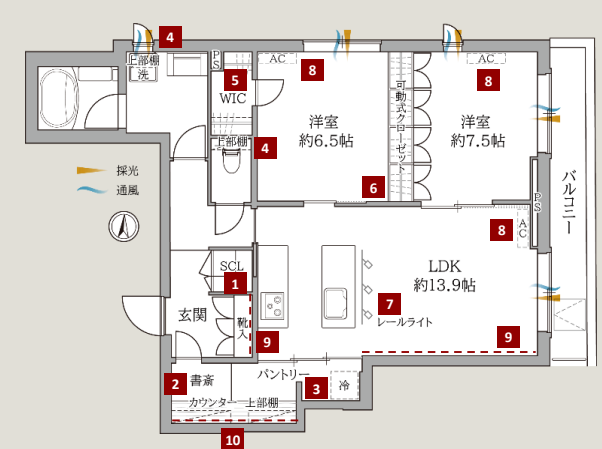 4
上部棚
洗
PS
5
WIC
AC
8
AC
8
洋室
約6.5帖
可動式クローゼット
洋室
約7.5帖
上部棚
4
採光
通風
6
PS
バルコニー
8
AC
SCL
1
LDK
約13.9帖
7
レールライト
玄関
靴入
9
9
2
書斎
パントリー
3
冷
カウンター
上部棚
10